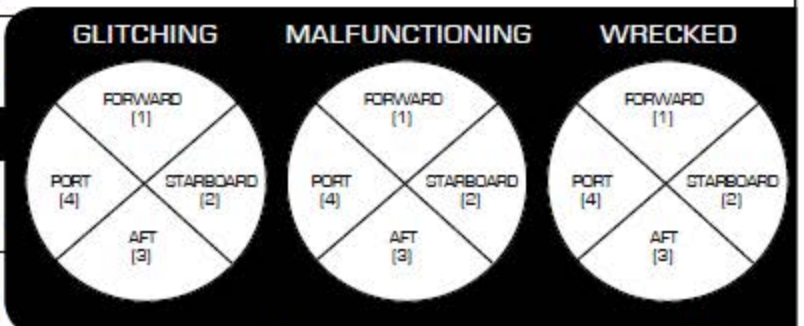 GLITCHING MALFUNCTIONING WRECKED
FORWARD FORWARD FORWARD
(1) (1) (1)
PORT STARBOARD PORT STARBOARD PORT STARBOARD
(4) (2) (4) (2) (4) (2)
AFT AFT AFT
(3) (3) (3)